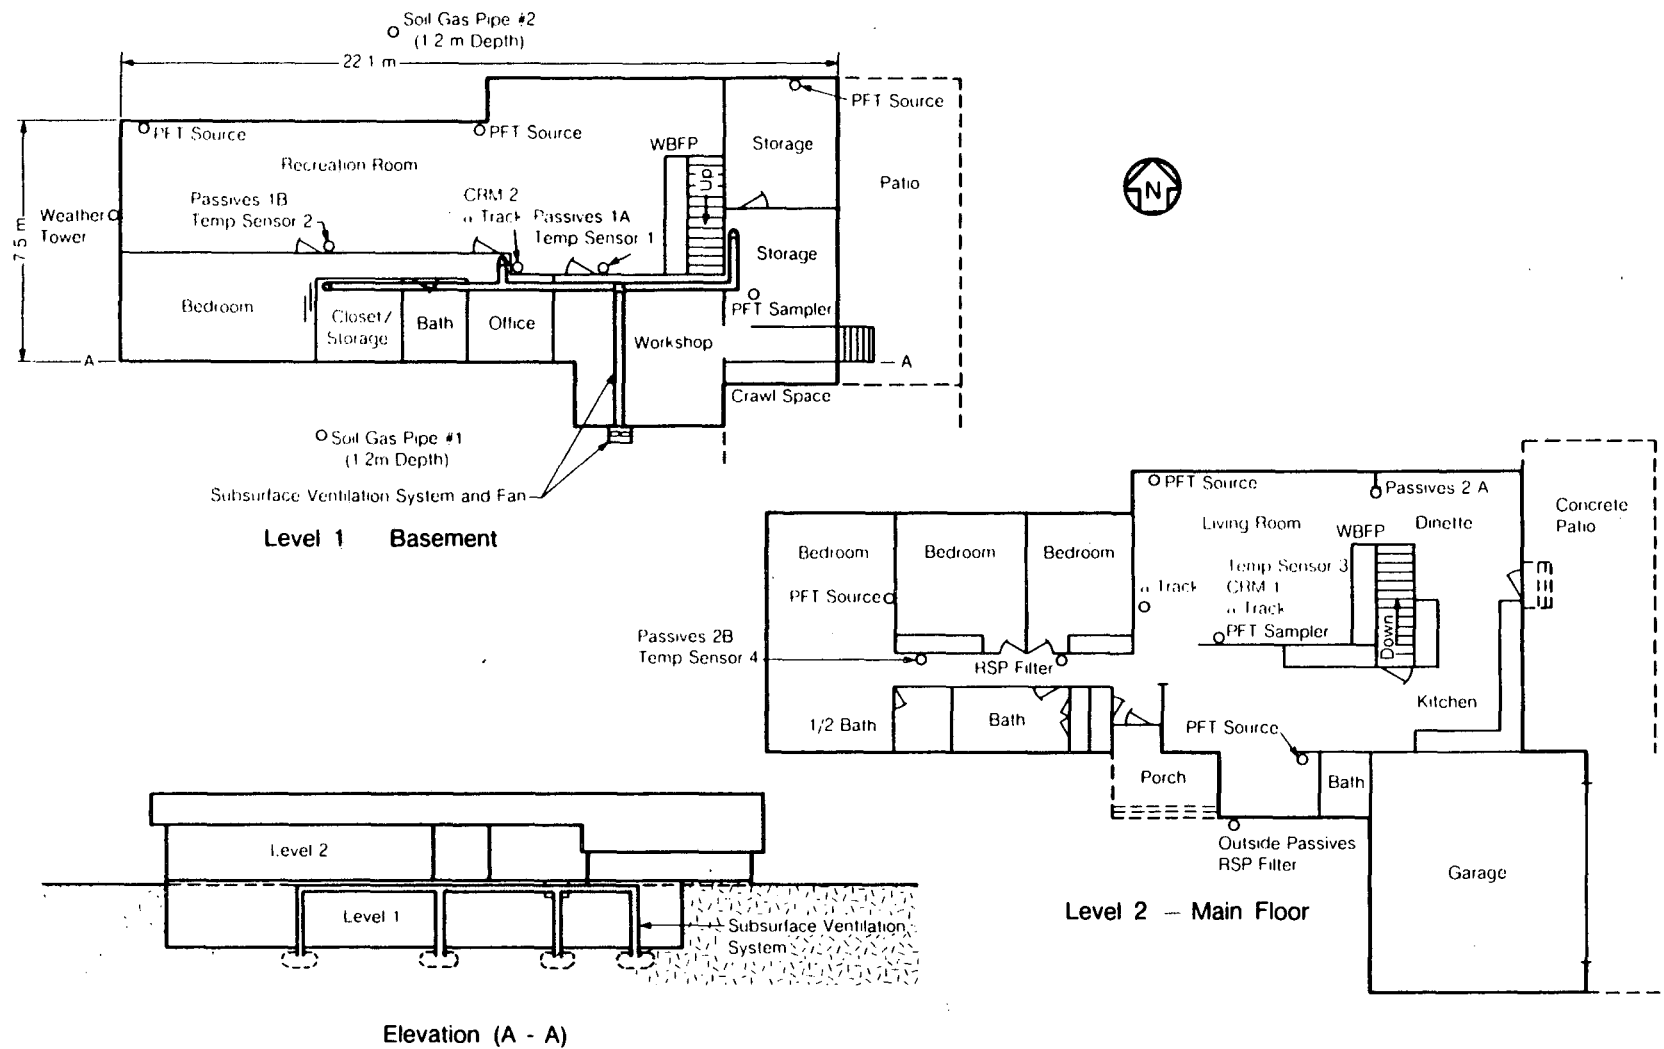 Soil Gas Pipe #2
(1.2 m Depth)
22.1 m
PFT Source
PFT Source
PFT Source
WBFP
Storage
Recreation Room
Up
Patio
N
7.5 m
Weather
Tower
Passives 1B
Temp Sensor 2
CRM 2
α Track
Passives 1A
Temp Sensor 1
Storage
Bedroom
Closet/
Storage
Bath
Office
Workshop
PFT Sampler
A
A
Crawl Space
Soil Gas Pipe #1
(1.2m Depth)
Subsurface Ventilation System and Fan
Level 1 Basement
PFT Source
Passives 2 A
Concrete
Patio
Living Room
Dinette
WBFP
Bedroom
Bedroom
Bedroom
Temp Sensor 3
CRM 1
α Track
PFT Sampler
α Track
PFT Source
Down
Passives 2B
Temp Sensor 4
RSP Filter
Kitchen
1/2 Bath
Bath
PFT Source
Porch
Bath
Outside Passives
RSP Filter
Garage
Level 2 – Main Floor
Level 2
Level 1
Subsurface Ventilation
System
Elevation (A - A)